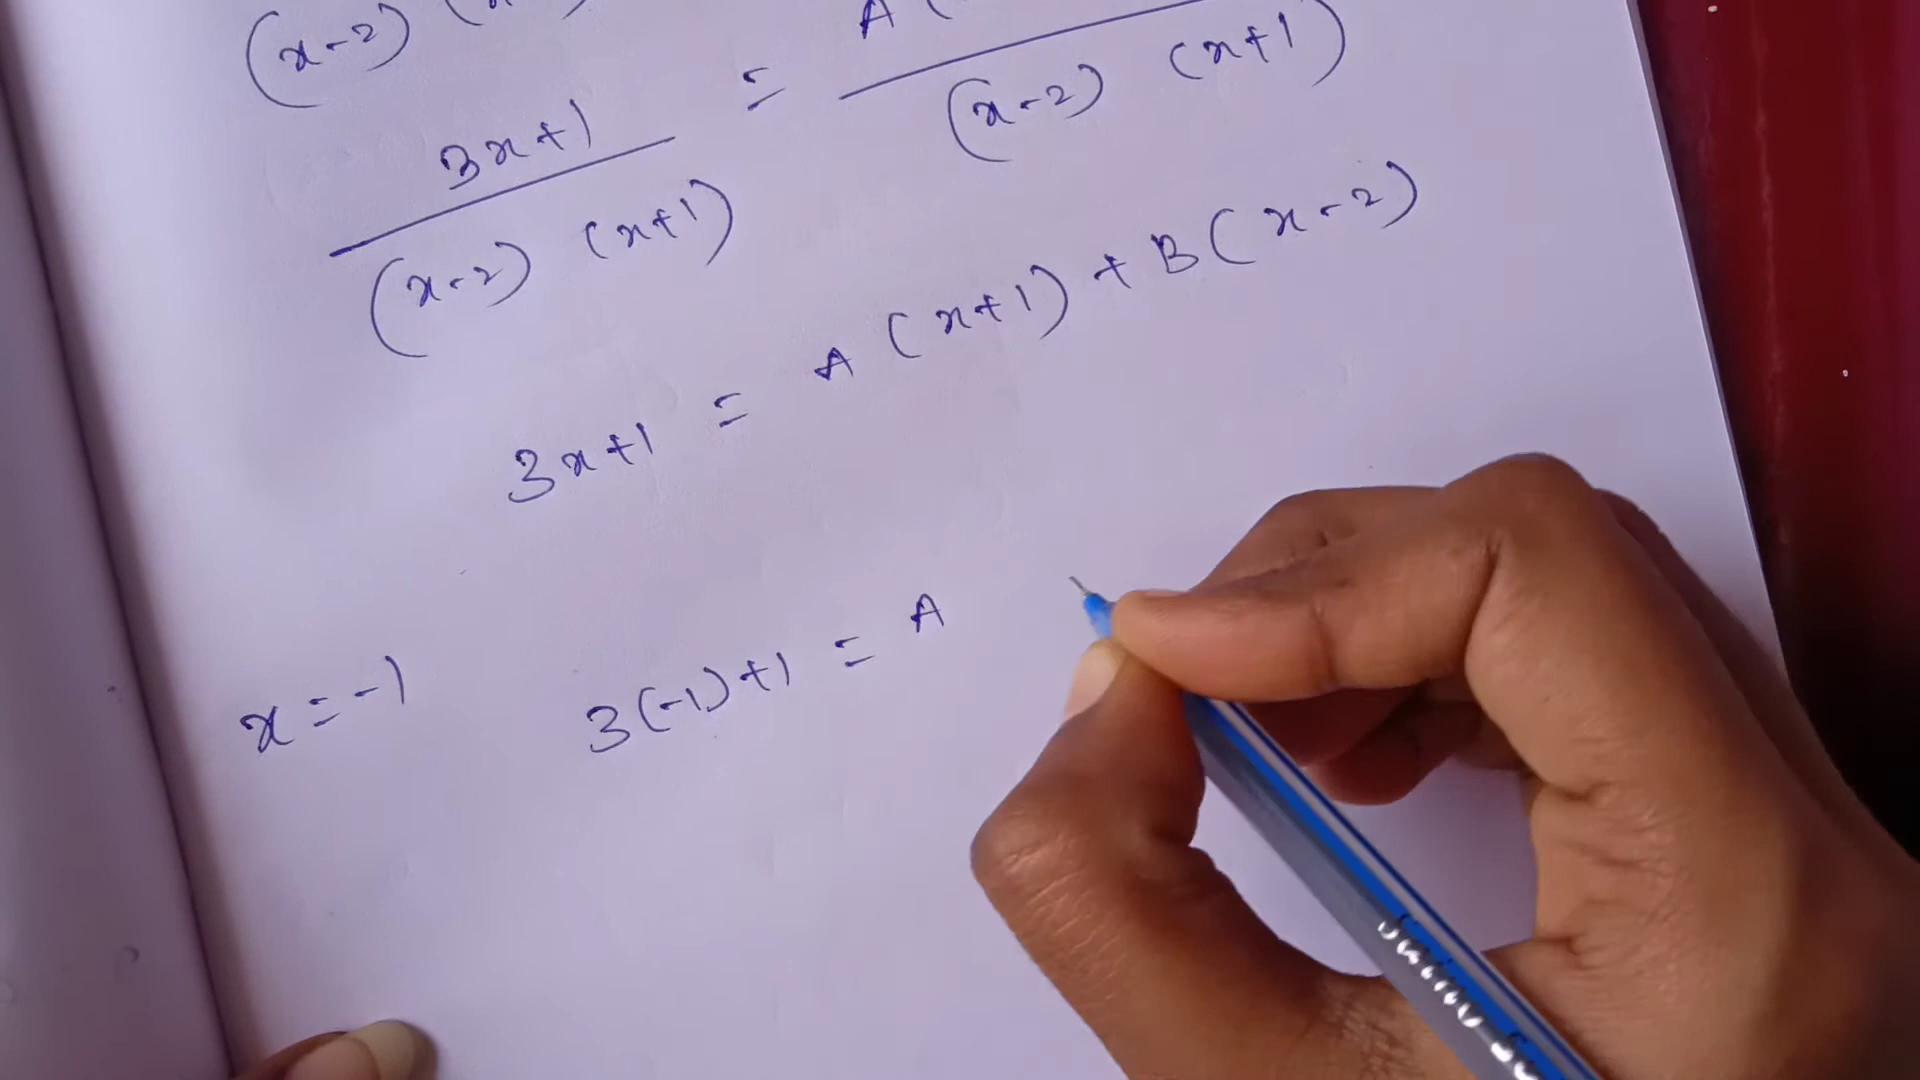 (x-2) (x
3x+1 = A (
(x-2) (x+1) (x-2) (x+1)
3x+1 = A (x+1) + B (x-2)
x = -1 3(-1)+1 = A